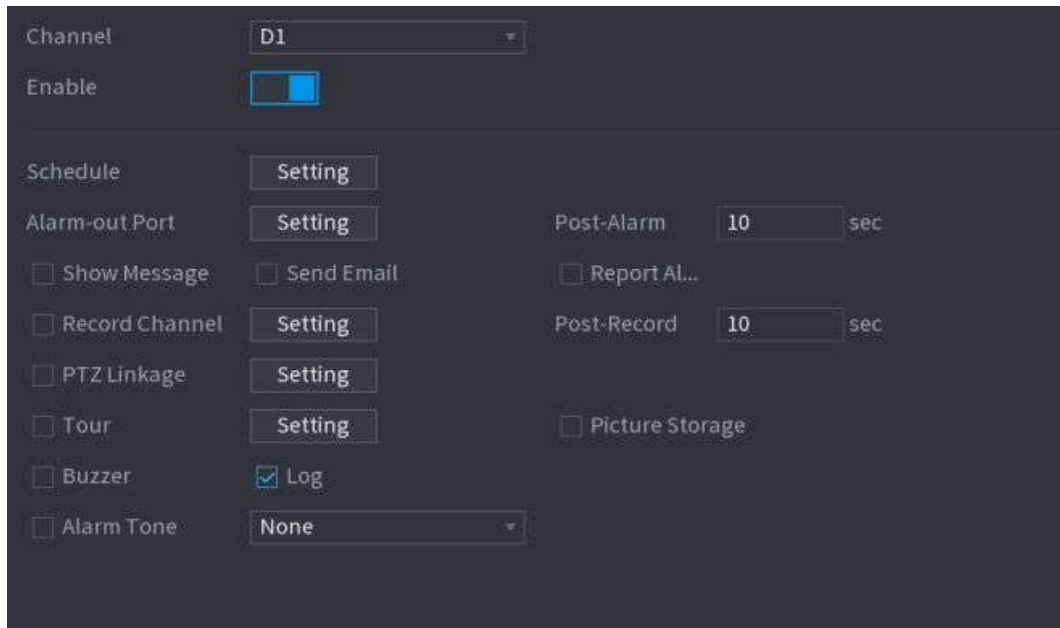 Channel D1
Enable
Schedule Setting
Alarm-out Port Setting Post-Alarm 10 sec
Show Message Send Email Report Al...
Record Channel Setting Post-Record 10 sec
PTZ Linkage Setting
Tour Setting Picture Storage
Buzzer Log
Alarm Tone None